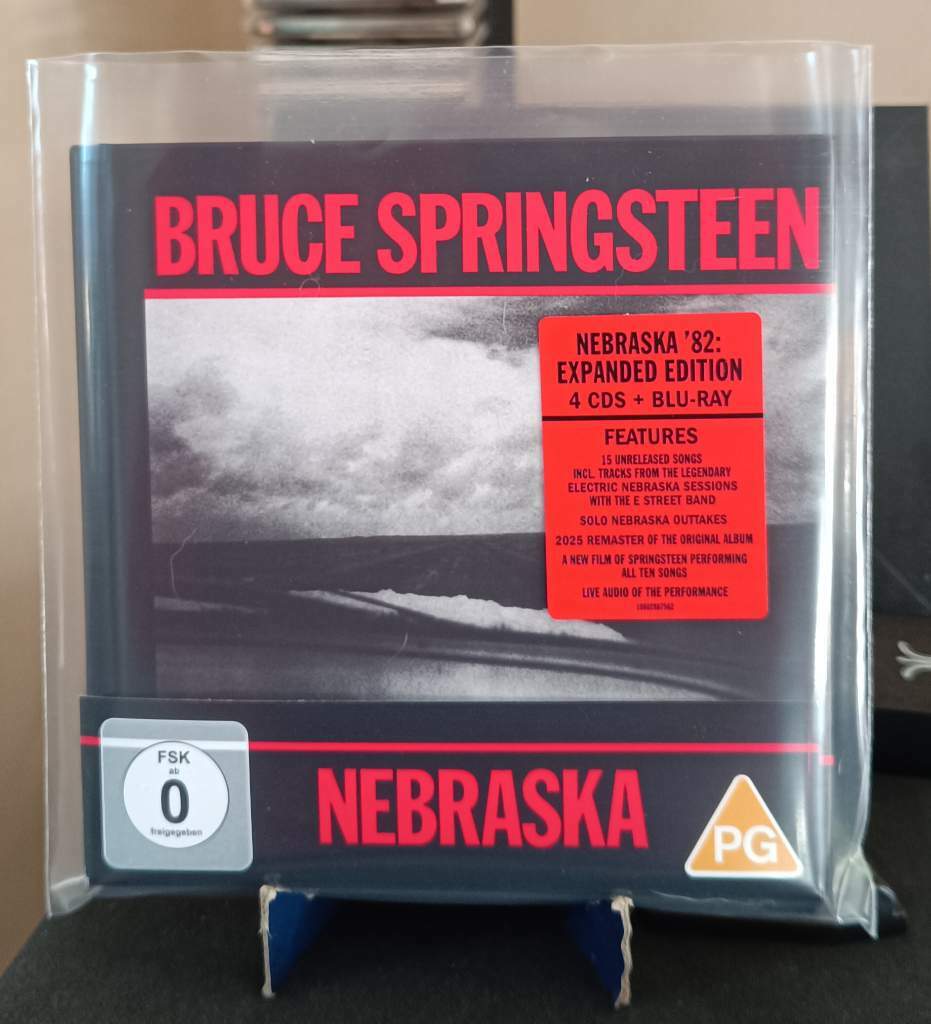 BRUCE SPRINGSTEEN
NEBRASKA '82:
EXPANDED EDITION
4 CDS + BLU-RAY
FEATURES
15 UNRELEASED SONGS
INCL. TRACKS FROM THE LEGENDARY
ELECTRIC NEBRASKA SESSIONS
WITH THE E STREET BAND
SOLO NEBRASKA OUTTAKES
2025 REMASTER OF THE ORIGINAL ALBUM
A NEW FILM OF SPRINGSTEEN PERFORMING
ALL TEN SONGS
LIVE AUDIO OF THE PERFORMANCE
FSK
ab
0
freigegeben
NEBRASKA
PG